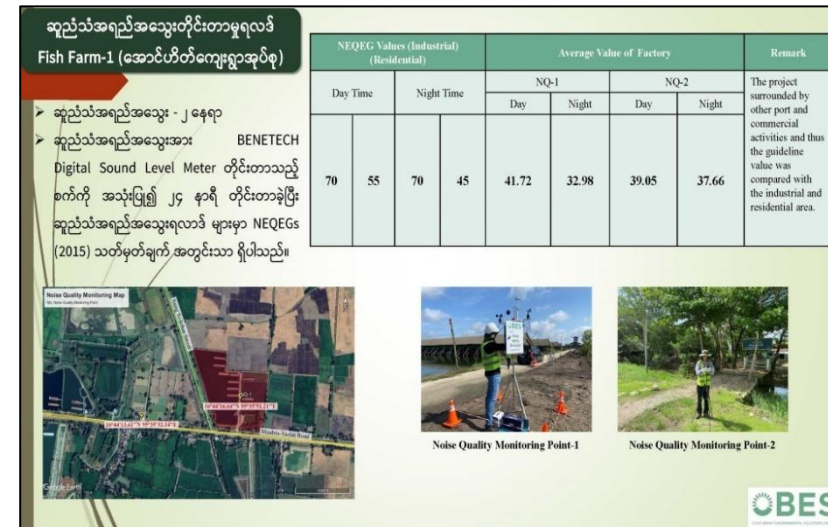 ဆူညံသံအရည်အသွေးတိုင်းတာမှုရလဒ်
Fish Farm-1 (အောင်ဟိတ်ကျေးရွာအုပ်စု)
➢ ဆူညံသံအရည်အသွေး - ၂ နေရာ
➢ ဆူညံသံအရည်အသွေးအား BENETECH
Digital Sound Level Meter တိုင်းတာသည့်
စက်ကို အသုံးပြု၍ ၂၄ နာရီ တိုင်းတာခဲ့ပြီး
ဆူညံသံအရည်အသွေးရလာဒ် များမှာ NEQEGs
(2015) သတ်မှတ်ချက် အတွင်းသာ ရှိပါသည်။
NEQEG Values (Industrial)
(Residential)
Average Value of Factory
Remark
Day Time
Night Time
NQ-1
NQ-2
Day
Night
Day
Night
70
55
70
45
41.72
32.98
39.05
37.66
The project
surrounded by
other port and
commercial
activities and thus
the guideline
value was
compared with
the industrial and
residential area.
Noise Quality Monitoring Map
Maubin-Yangon Road
Google Earth
Noise Quality Monitoring Point-1
Noise Quality Monitoring Point-2
OBES